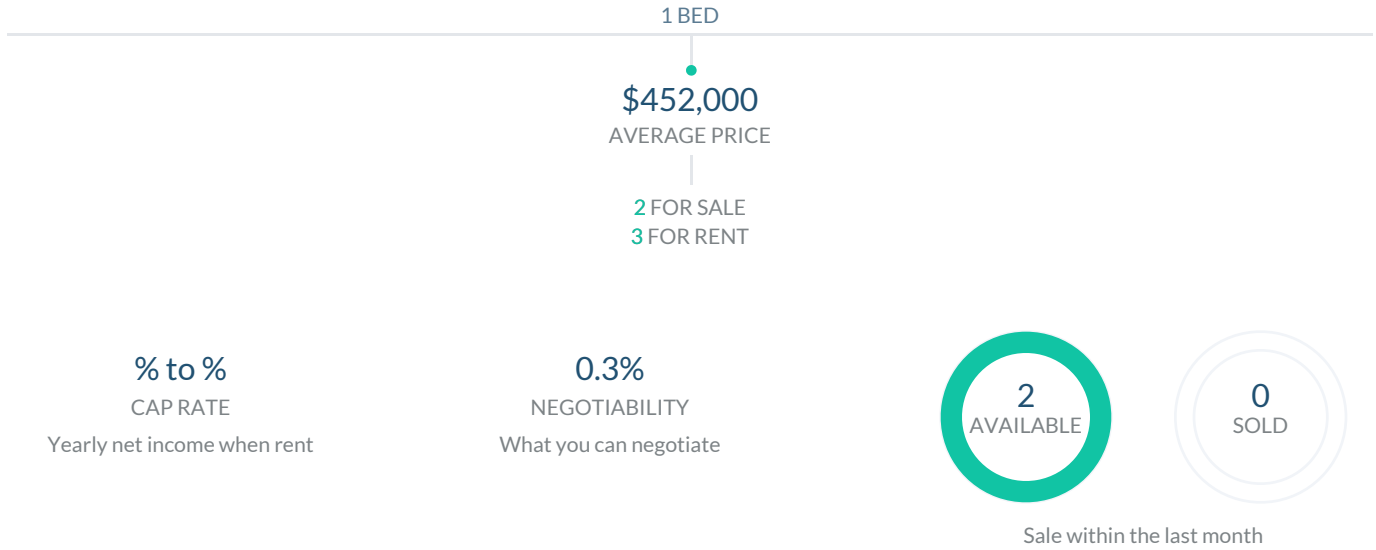 1 BED
$452,000
AVERAGE PRICE
2 FOR SALE
3 FOR RENT
% to %
CAP RATE
Yearly net income when rent
0.3%
NEGOTIABILITY
What you can negotiate
2
AVAILABLE
0
SOLD
Sale within the last month